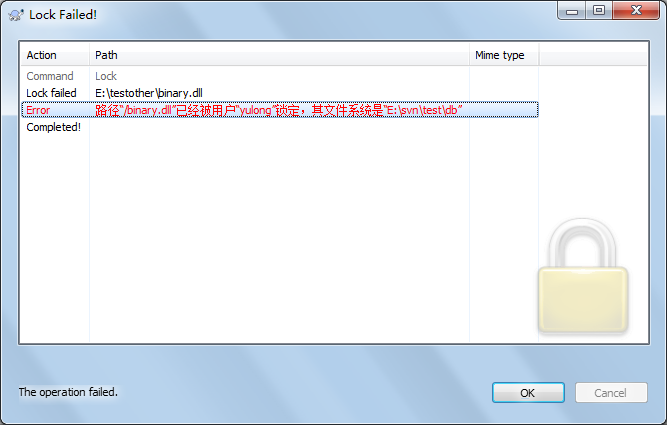 Lock Failed!
Action Path Mime type
Command Lock
Lock failed E:\testother\binary.dll
Error 路径“/binary.dll”已经被用户“yulong”锁定，其文件系统是“E:\svn\test\db”
Completed!
The operation failed.
OK Cancel